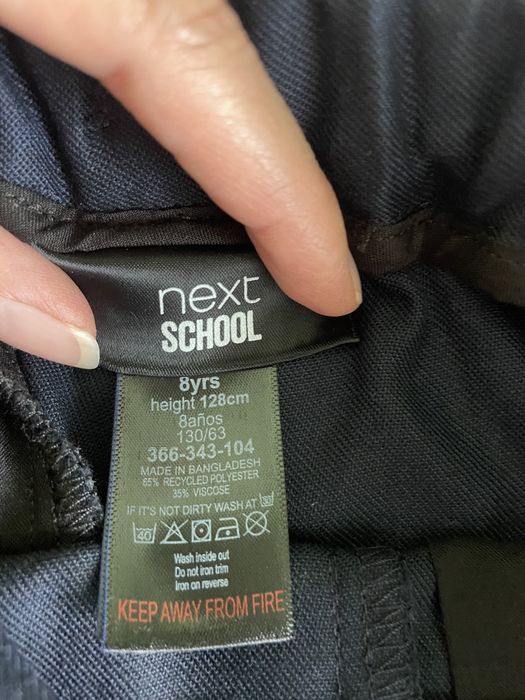 next
SCHOOL
8yrs
height 128cm
8años
130/63
366-343-104
MADE IN BANGLADESH
65% RECYCLED POLYESTER
35% VISCOSE
IF IT'S NOT DIRTY WASH AT 30
40
Wash inside out
Do not iron trim
Iron on reverse
KEEP AWAY FROM FIRE